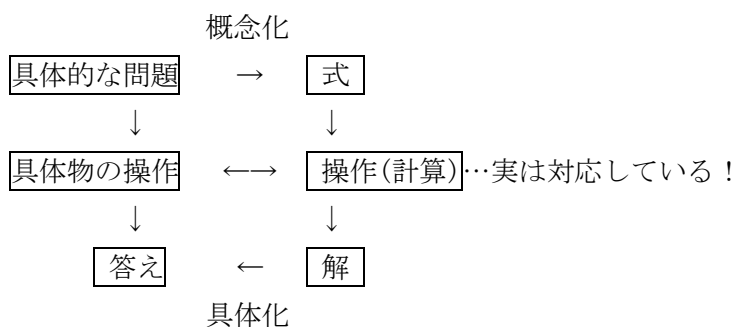 概念化
具体的な問題 → 式
↓ ↓
具体物の操作 ←→ 操作(計算)…実は対応している！
↓ ↓
答え ← 解
具体化